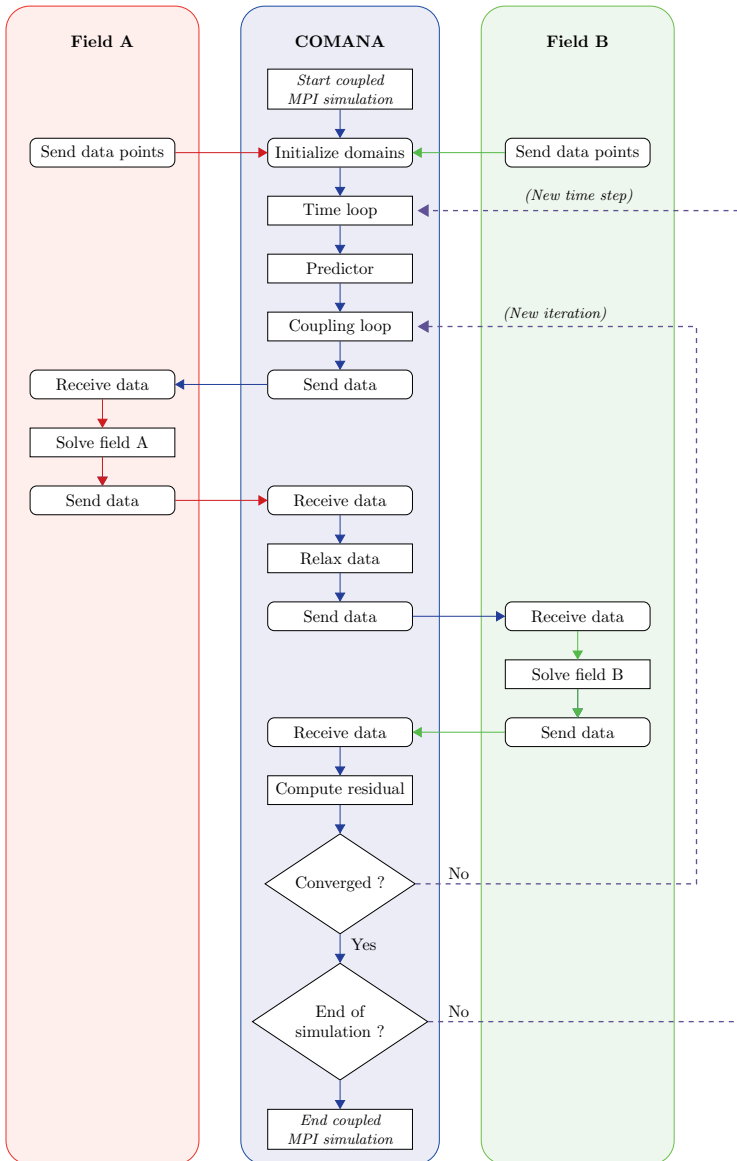 Field A
COMANA
Field B
Start coupled
MPI simulation
Send data points
Initialize domains
Send data points
(New time step)
Time loop
Predictor
(New iteration)
Coupling loop
Receive data
Send data
Solve field A
Send data
Receive data
Relax data
Send data
Receive data
Solve field B
Receive data
Send data
Compute residual
Converged ?
No
Yes
End of
simulation ?
No
End coupled
MPI simulation